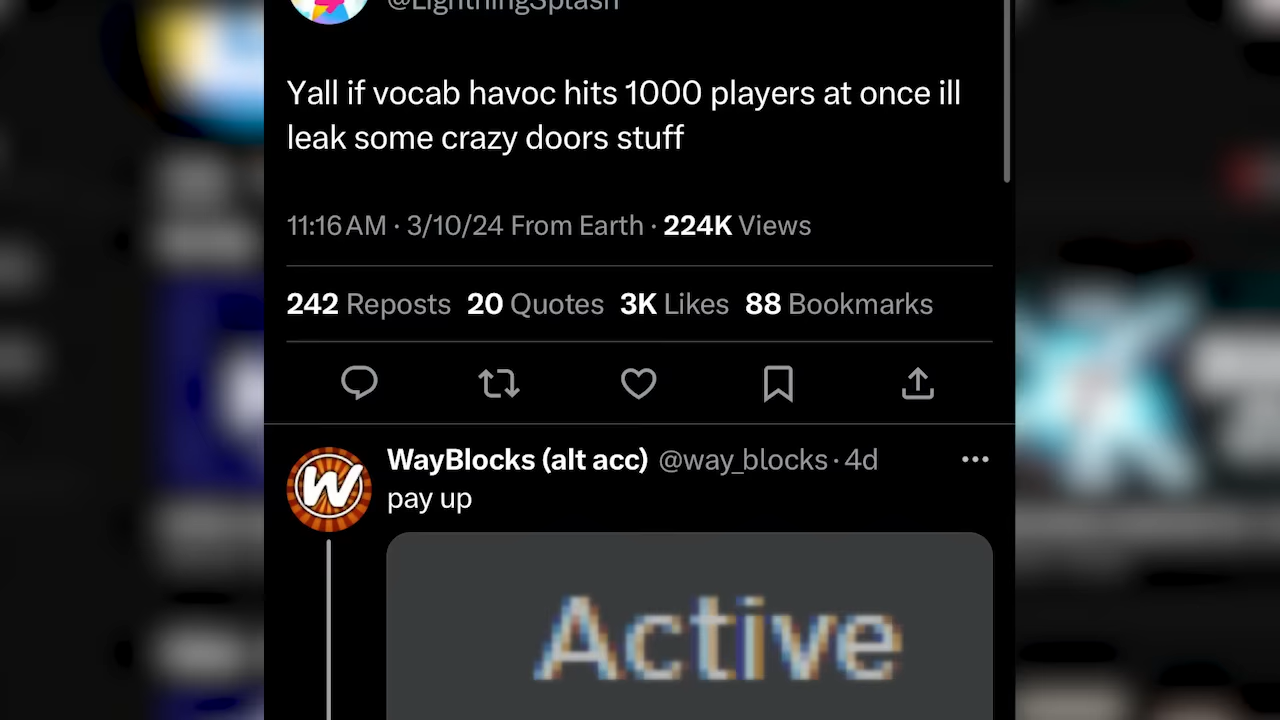 @LightningSplash
Yall if vocab havoc hits 1000 players at once ill
leak some crazy doors stuff
11:16 AM · 3/10/24 From Earth · 224K Views
242 Reposts 20 Quotes 3K Likes 88 Bookmarks
WayBlocks (alt acc) @way_blocks · 4d
pay up
W
Active